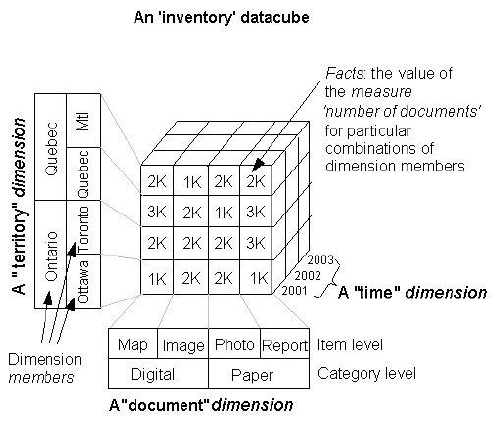 An 'inventory' datacube
Facts: the value of
the measure
'number of documents'
for particular
combinations of
dimension members
A "territory" dimension
Quebec
Ontario
Mtl
Quebec
Toronto
Ottawa
2K 1K 2K 2K
3K 2K 1K 3K
2K 2K 2K 3K
1K 2K 2K 1K
2003
2002
2001
A "time" dimension
Dimension
members
Map Image Photo Report Item level
Digital Paper Category level
A "document" dimension